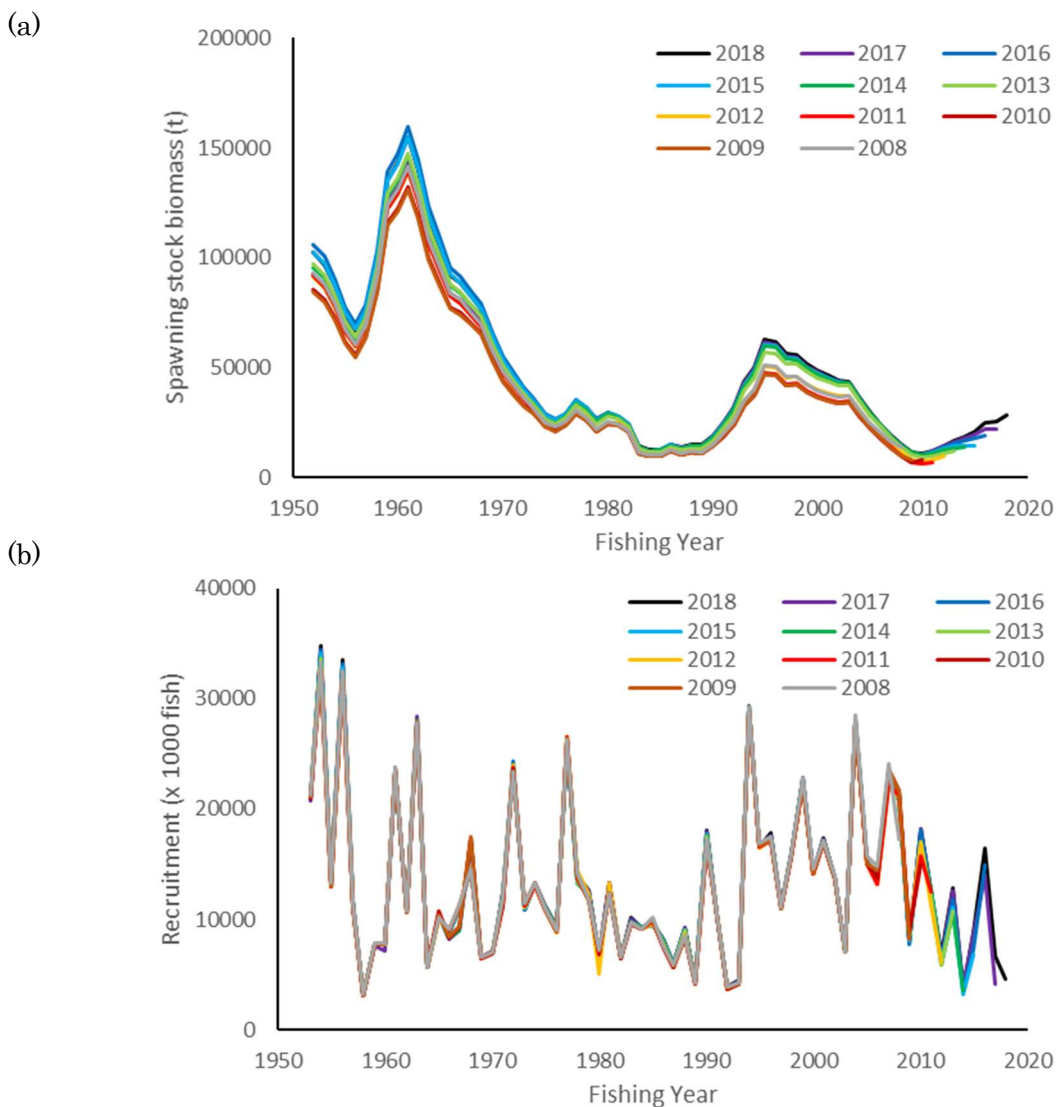 (a)
200000
150000
100000
50000
0
Spawning stock biomass (t)
2018 2017 2016
2015 2014 2013
2012 2011 2010
2009 2008
1950 1960 1970 1980 1990 2000 2010 2020
Fishing Year
(b)
40000
30000
20000
10000
0
Recruitment (x 1000 fish)
2018 2017 2016
2015 2014 2013
2012 2011 2010
2009 2008
1950 1960 1970 1980 1990 2000 2010 2020
Fishing Year